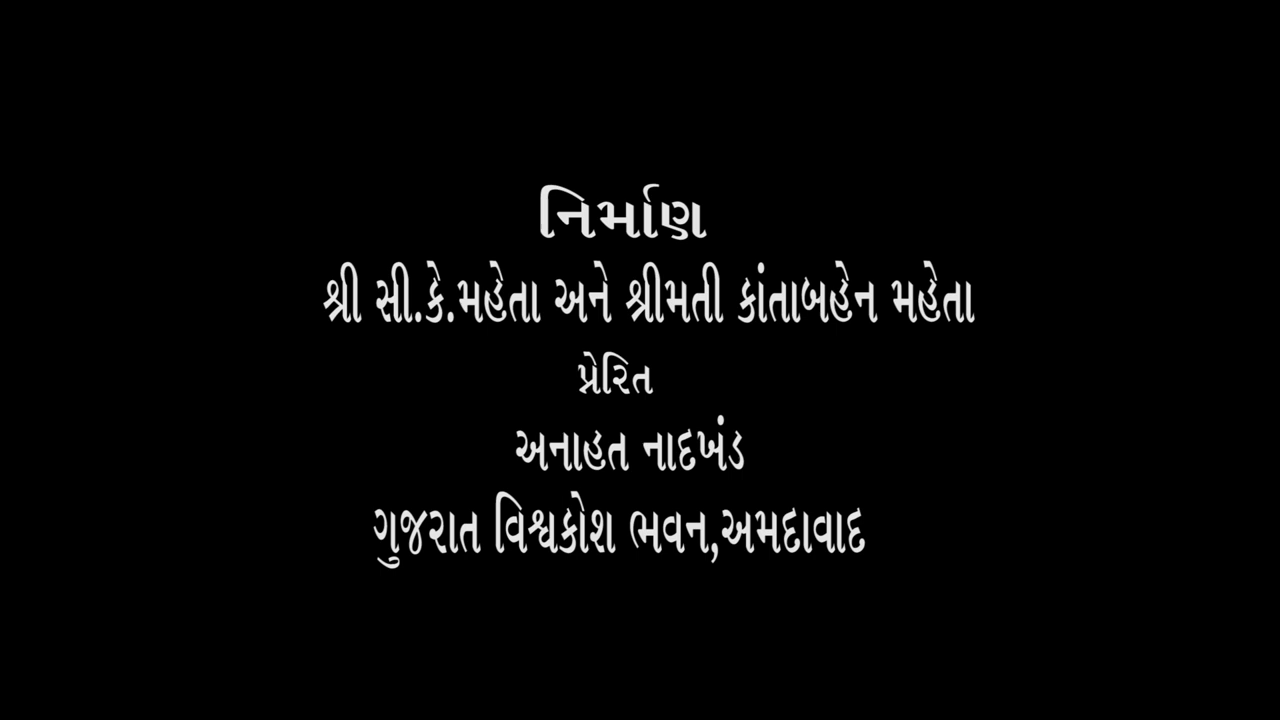 નિર્માણ
શ્રી સી.કે.મહેતા અને શ્રીમતી કાંતાબહેન મહેતા
પ્રેરિત
અનાહત નાદખંડ
ગુજરાત વિશ્વકોશ ભવન,અમદાવાદ